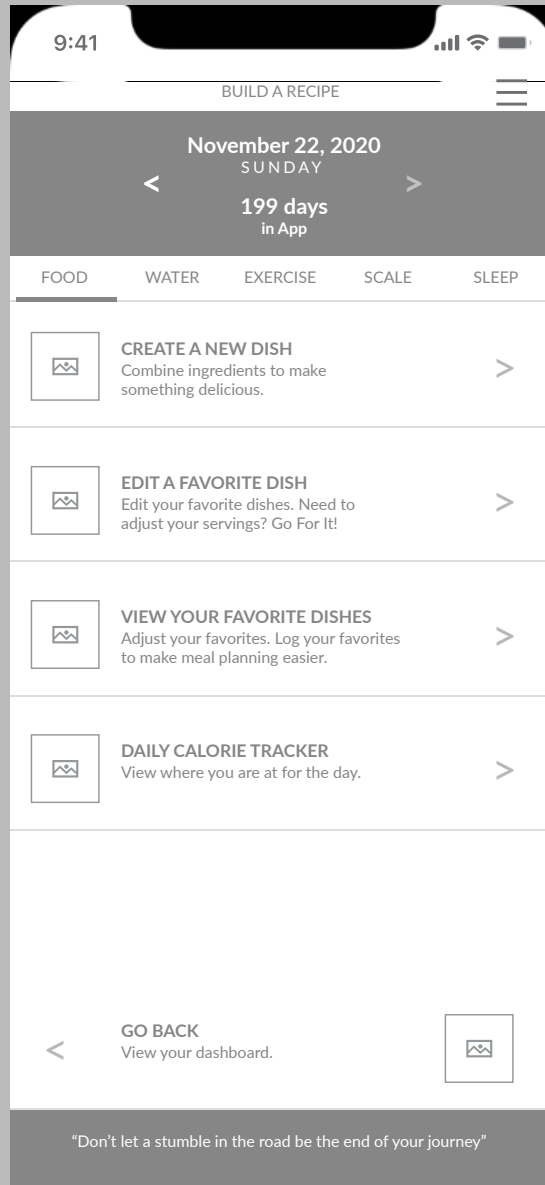 9:41
BUILD A RECIPE
November 22, 2020
SUNDAY
<
>
199 days
in App
FOOD WATER EXERCISE SCALE SLEEP
CREATE A NEW DISH
Combine ingredients to make
something delicious.
>
EDIT A FAVORITE DISH
Edit your favorite dishes. Need to
adjust your servings? Go For It!
>
VIEW YOUR FAVORITE DISHES
Adjust your favorites. Log your favorites
to make meal planning easier.
>
DAILY CALORIE TRACKER
View where you are at for the day.
>
<
GO BACK
View your dashboard.
“Don’t let a stumble in the road be the end of your journey”